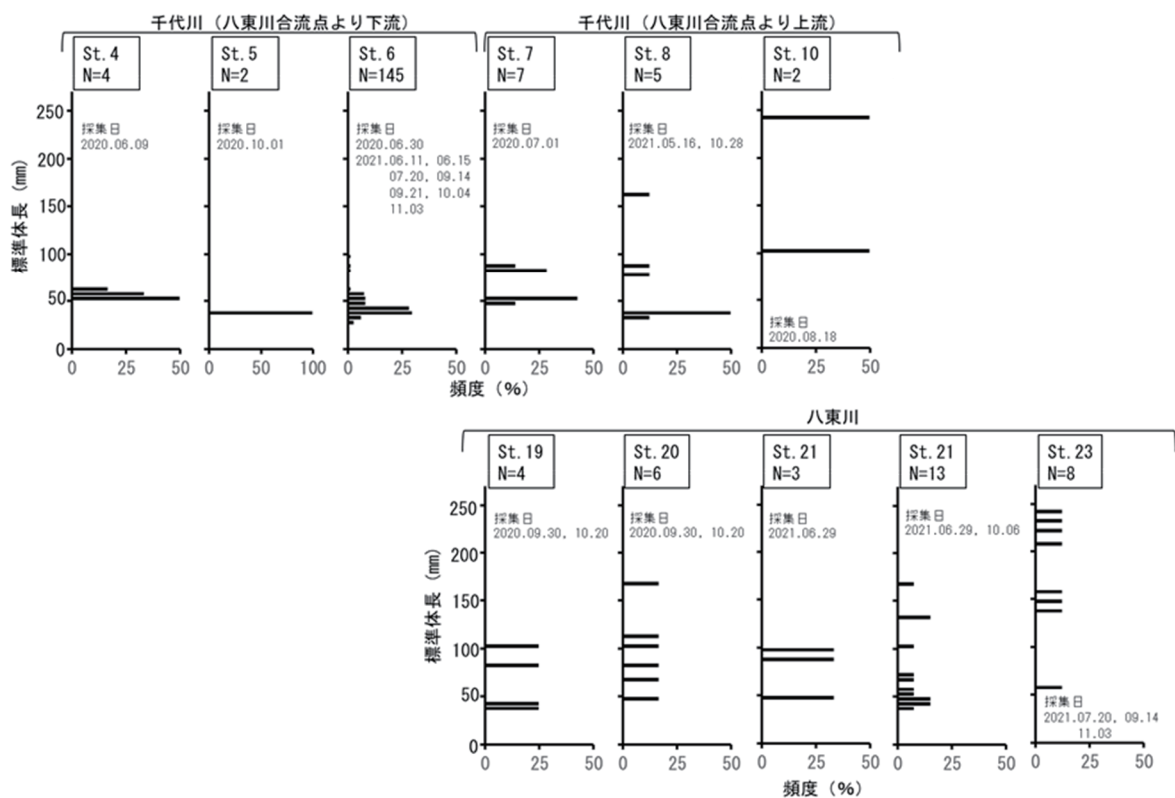 千代川（八東川合流点より下流）
千代川（八東川合流点より上流）
St.4
N=4
St.5
N=2
St.6
N=145
St.7
N=7
St.8
N=5
St.10
N=2
標準体長（mm）
250
200
150
100
50
0
採集日
2020.06.09
採集日
2020.10.01
採集日
2020.06.30
2021.06.11, 06.15
07.20, 09.14
09.21, 10.04
11.03
採集日
2020.07.01
採集日
2021.05.16, 10.28
採集日
2020.08.18
0 25 50
0 50 100
0 25 50
0 25 50
0 25 50
0 25 50
頻度（%）
八東川
St.19
N=4
St.20
N=6
St.21
N=3
St.21
N=13
St.23
N=8
標準体長（mm）
250
200
150
100
50
0
採集日
2020.09.30, 10.20
採集日
2020.09.30, 10.20
採集日
2021.06.29
採集日
2021.06.29, 10.06
採集日
2021.07.20, 09.14
11.03
0 25 50
0 25 50
0 25 50
0 25 50
0 25 50
頻度（%）